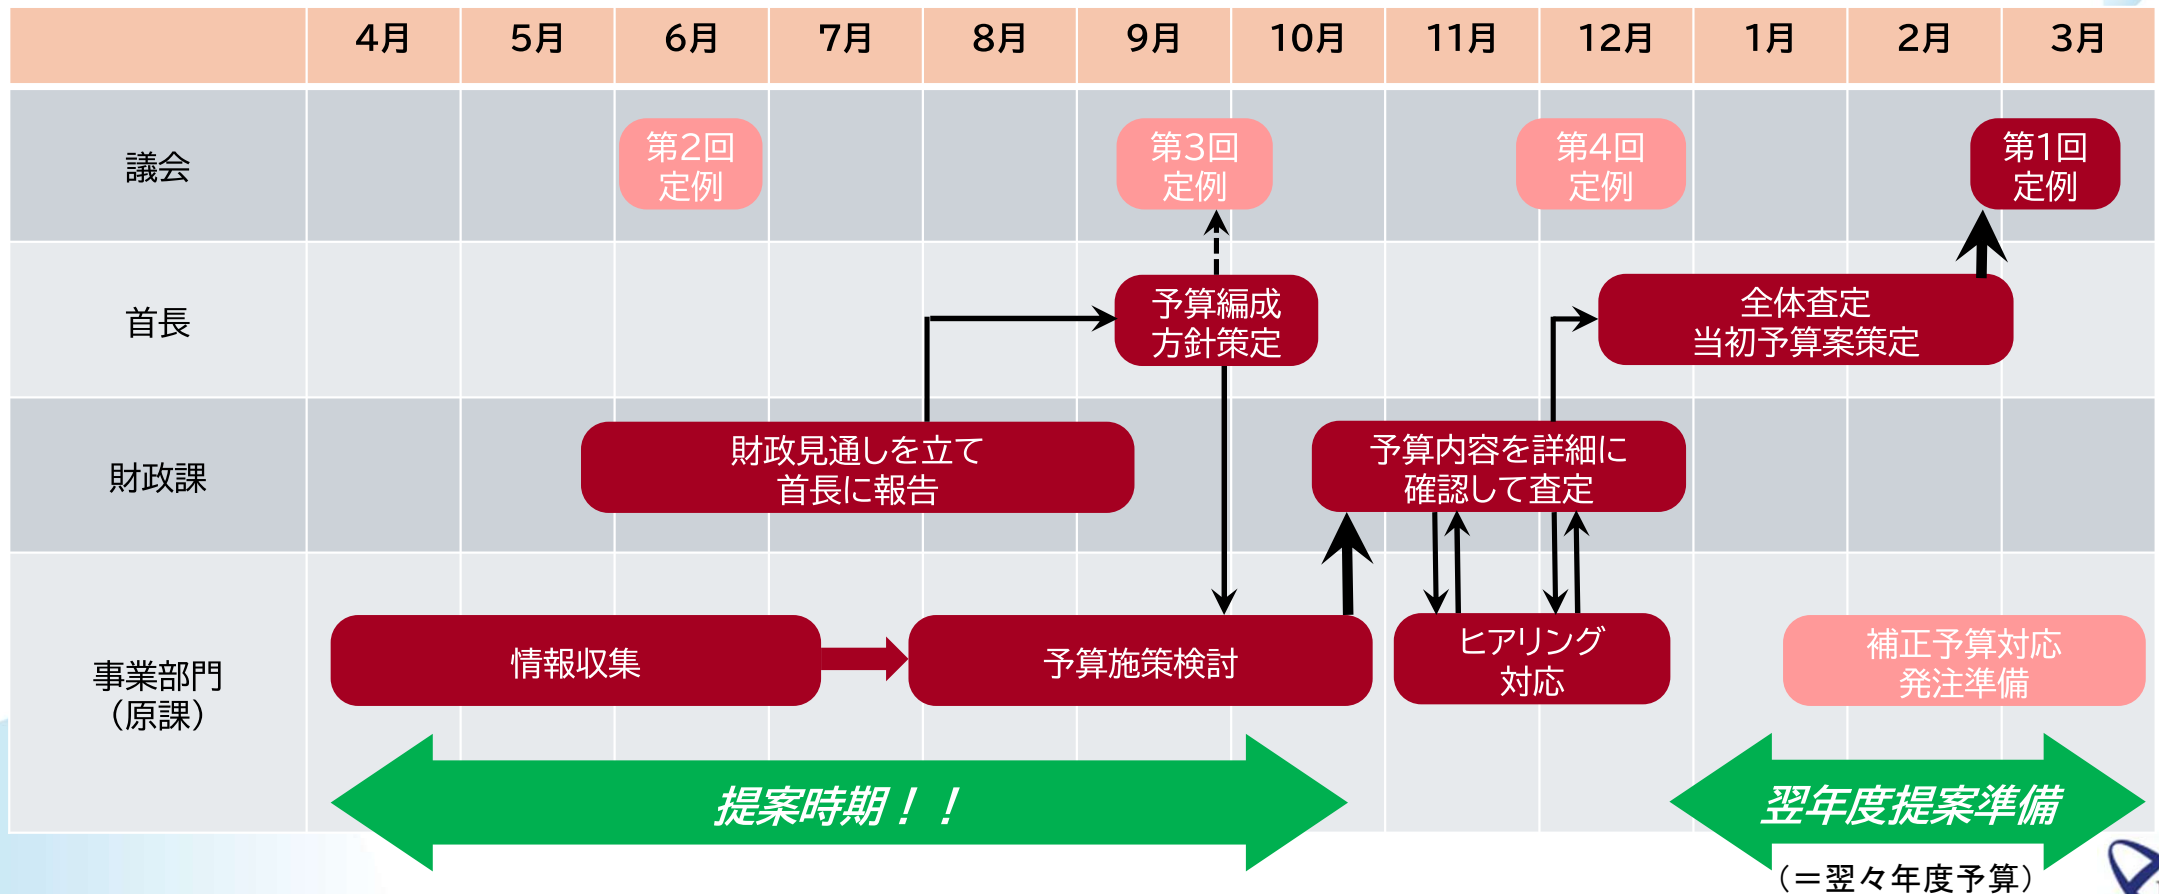 4月 5月 6月 7月 8月 9月 10月 11月 12月 1月 2月 3月
議会
第2回
定例
第3回
定例
第4回
定例
第1回
定例
首長
予算編成
方針策定
全体査定
当初予算案策定
財政課
財政見通しを立て
首長に報告
予算内容を詳細に
確認して査定
事業部門
（原課）
情報収集
予算施策検討
ヒアリング
対応
補正予算対応
発注準備
提案時期！！
翌年度提案準備
（＝翌々年度予算）